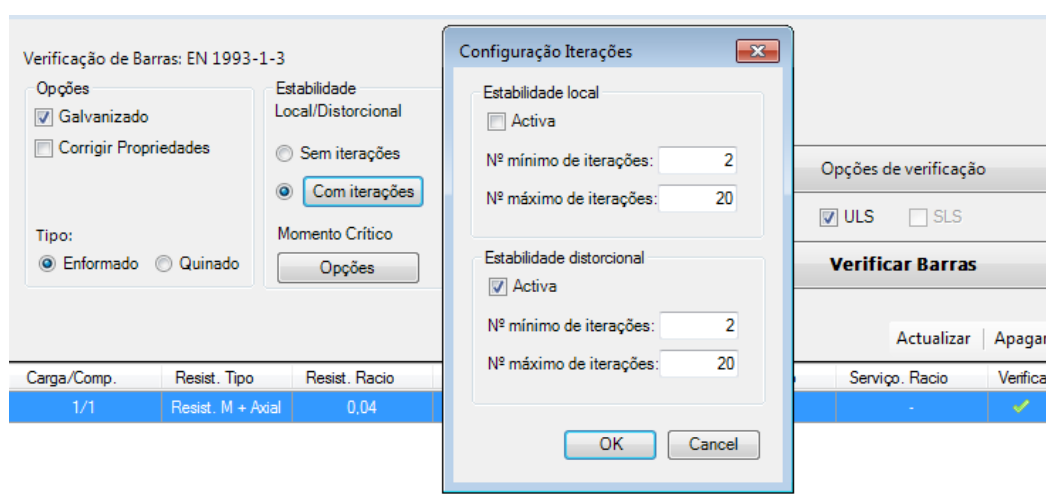 Verificação de Barras: EN 1993-1-3
Opções
Galvanizado
Corrigir Propriedades
Tipo:
Enformado Quinado
Estabilidade
Local/Distorcional
Sem iterações
Com iterações
Momento Crítico
Opções
Configuração Iterações
Estabilidade local
Activa
Nº mínimo de iterações: 2
Nº máximo de iterações: 20
Estabilidade distorcional
Activa
Nº mínimo de iterações: 2
Nº máximo de iterações: 20
OK Cancel
Opções de verificação
ULS SLS
Verificar Barras
Actualizar Apagar
Carga/Comp. Resist. Tipo Resist. Racio Serviço. Racio Verifica
1/1 Resist. M + Axial 0,04 -